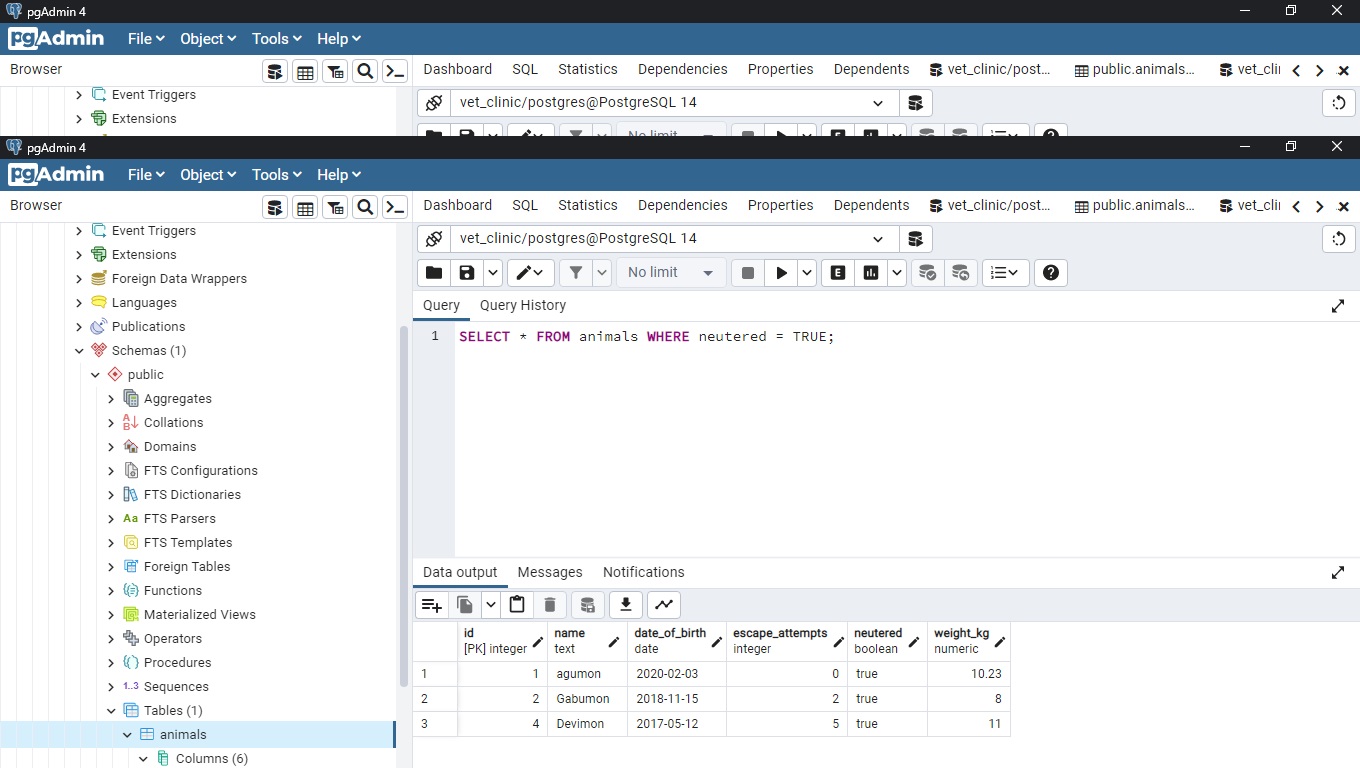 pgAdmin 4
pgAdmin File Object Tools Help
Browser Dashboard SQL Statistics Dependencies Properties Dependents vet_clinic/post... public.animals... vet_cli
Event Triggers
vet_clinic/postgres@PostgreSQL 14
Extensions
No limit
pgAdmin 4
pgAdmin File Object Tools Help
Browser Dashboard SQL Statistics Dependencies Properties Dependents vet_clinic/post... public.animals... vet_cli
Event Triggers
Extensions
Foreign Data Wrappers
Languages
Publications
Schemas (1)
public
Aggregates
Collations
Domains
FTS Configurations
FTS Dictionaries
Aa FTS Parsers
FTS Templates
Foreign Tables
Functions
Materialized Views
Operators
Procedures
1..3 Sequences
Tables (1)
animals
Columns (6)
vet_clinic/postgres@PostgreSQL 14
No limit E
Query Query History
1 SELECT * FROM animals WHERE neutered = TRUE;
Data output Messages Notifications
id name date_of_birth escape_attempts neutered weight_kg
[PK] integer text date integer boolean numeric
1 1 agumon 2020-02-03 0 true 10.23
2 2 Gabumon 2018-11-15 2 true 8
3 4 Devimon 2017-05-12 5 true 11